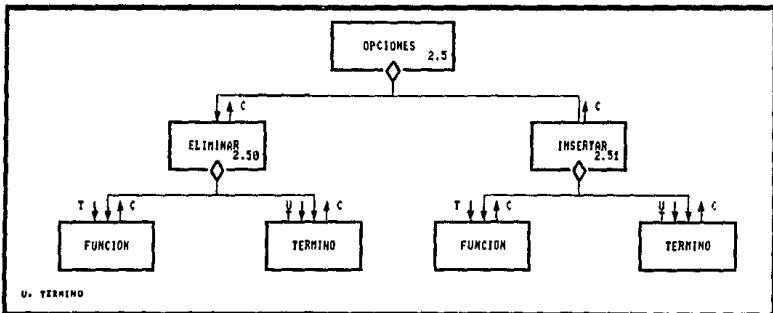 OPCIONES
2.5
C
C
ELIMINAR
2.50
INSERTAR
2.51
T
C
U
C
T
C
U
C
FUNCION
TERMINO
FUNCION
TERMINO
U. TERMINO